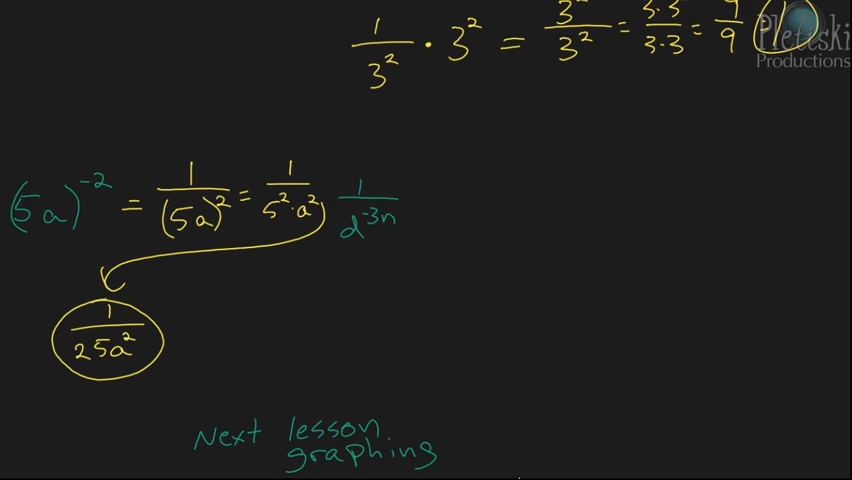 1/3² · 3² = 3²/3² = 3·3/3·3 = 9/9 1
Plettski
Productions
(5a)⁻² = 1/(5a)² = 1/5²·a²
1/d⁻³ⁿ
1/25a²
Next lesson
graphing